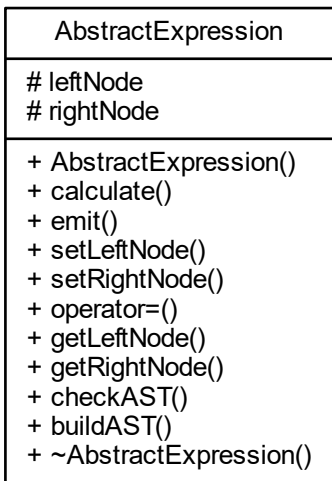 AbstractExpression
# leftNode
# rightNode
+ AbstractExpression()
+ calculate()
+ emit()
+ setLeftNode()
+ setRightNode()
+ operator=()
+ getLeftNode()
+ getRightNode()
+ checkAST()
+ buildAST()
+ ~AbstractExpression()